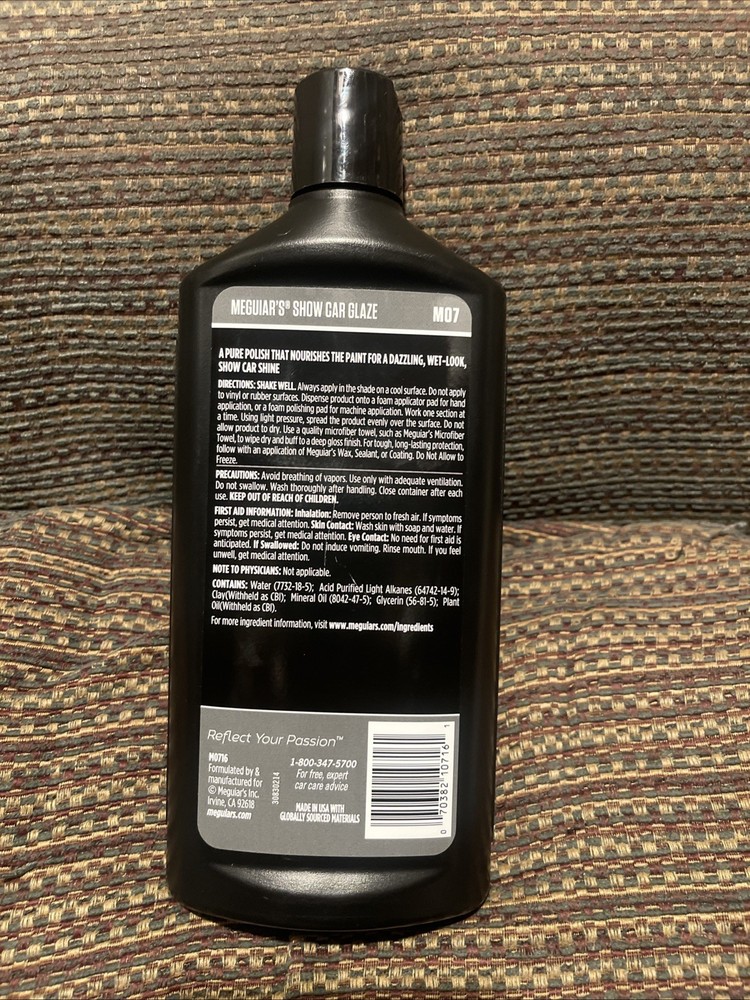 MEGUIAR'S® SHOW CAR GLAZE M07
A PURE POLISH THAT NOURISHES THE PAINT FOR A DAZZLING, WET-LOOK,
SHOW CAR SHINE
DIRECTIONS: SHAKE WELL. Always apply in the shade on a cool surface. Do not apply
to vinyl or rubber surfaces. Dispense product onto a foam applicator pad for hand
application, or a foam polishing pad for machine application. Work one section at
a time. Using light pressure, spread the product evenly over the surface. Do not
allow product to dry. Use a quality microfiber towel, such as Meguiar's Microfiber
Towel, to wipe dry and buff to a deep gloss finish. For tough, long-lasting protection,
follow with an application of Meguiar's Wax, Sealant, or Coating. Do Not Allow to
Freeze.
PRECAUTIONS: Avoid breathing of vapors. Use only with adequate ventilation.
Do not swallow. Wash thoroughly after handling. Close container after each
use. KEEP OUT OF REACH OF CHILDREN.
FIRST AID INFORMATION: Inhalation: Remove person to fresh air. If symptoms
persist, get medical attention. Skin Contact: Wash skin with soap and water. If
symptoms persist, get medical attention. Eye Contact: No need for first aid is
anticipated. If Swallowed: Do not induce vomiting. Rinse mouth. If you feel
unwell, get medical attention.
NOTE TO PHYSICIANS: Not applicable.
CONTAINS: Water (7732-18-5); Acid Purified Light Alkanes (64742-14-9);
Clay(Withheld as CBI); Mineral Oil (8042-47-5); Glycerin (56-81-5); Plant
Oil(Withheld as CBI).
For more ingredient information, visit www.meguiars.com/ingredients
Reflect Your Passion™
M0716
Formulated by &
manufactured for
© Meguiar's Inc.
Irvine, CA 92618
meguiars.com
30830214
1-800-347-5700
For free, expert
car care advice
MADE IN USA WITH
GLOBALLY SOURCED MATERIALS
0 70382 10716 1